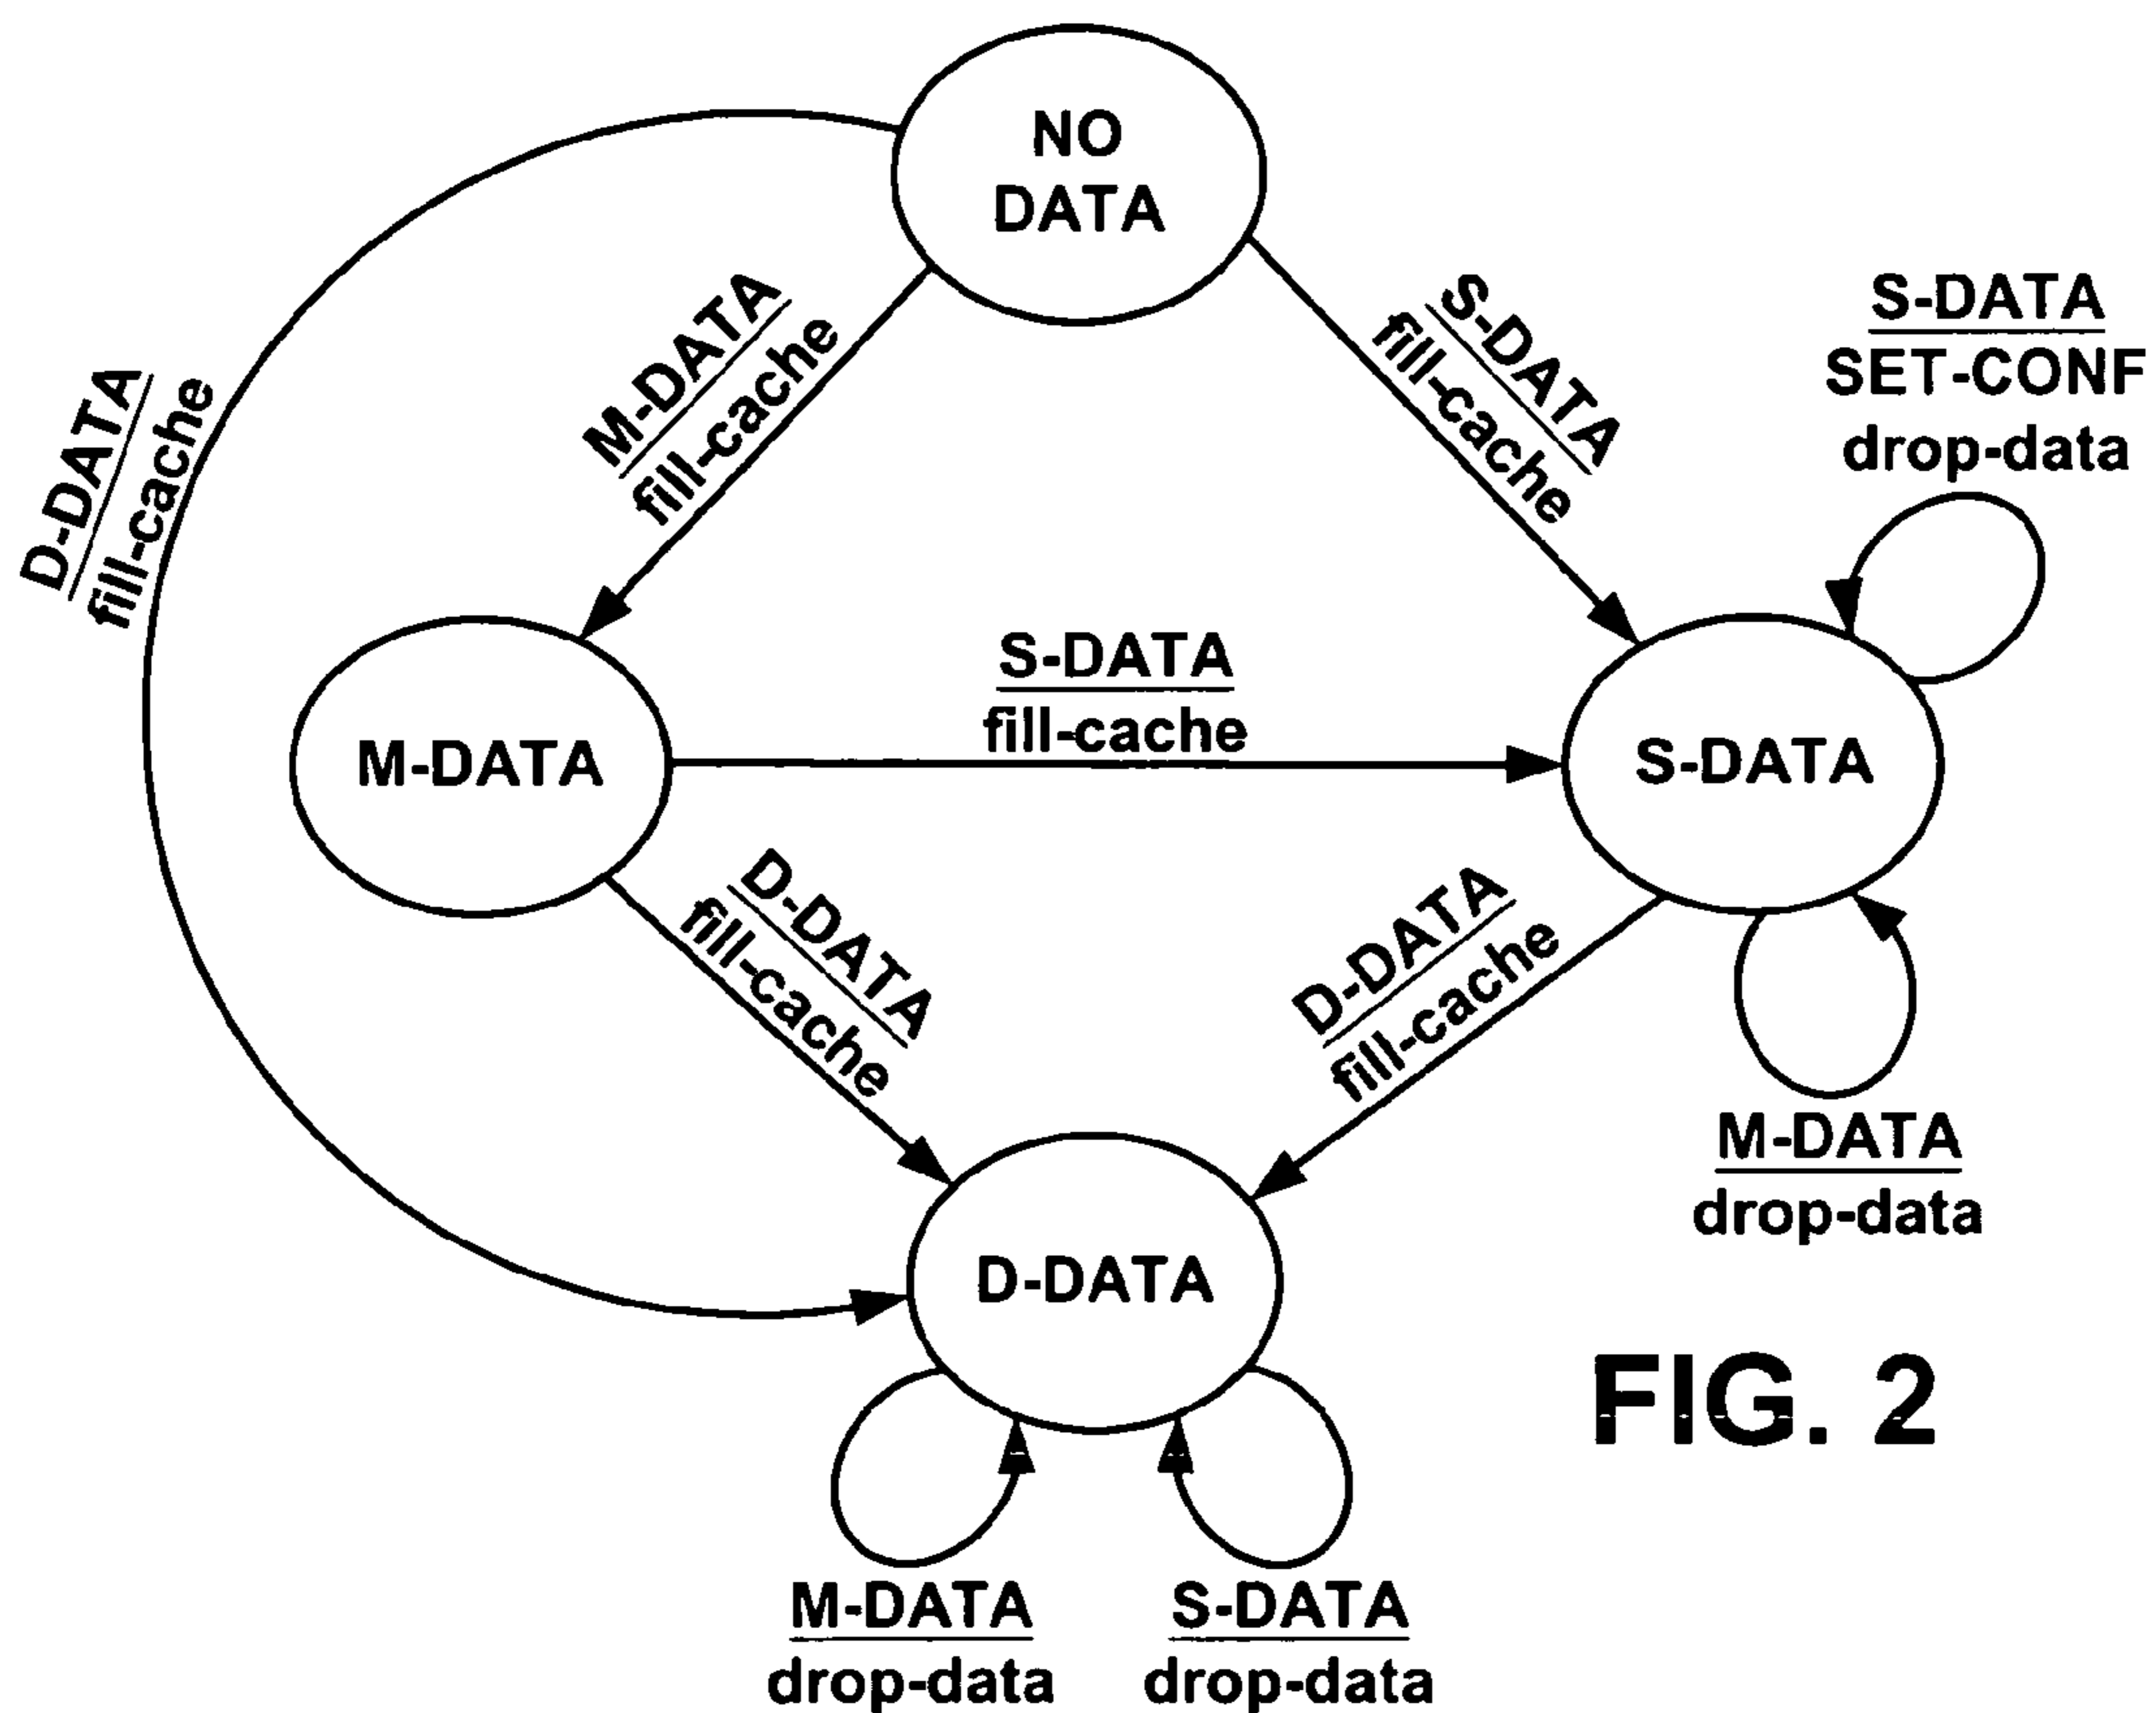 NO
DATA
D-DATA
fill-cache
M-DATA
fill-cache
S-DATA
fill-cache
S-DATA
SET-CONF
drop-data
M-DATA
S-DATA
fill-cache
S-DATA
D-DATA
fill-cache
D-DATA
fill-cache
M-DATA
drop-data
D-DATA
FIG. 2
M-DATA
drop-data
S-DATA
drop-data